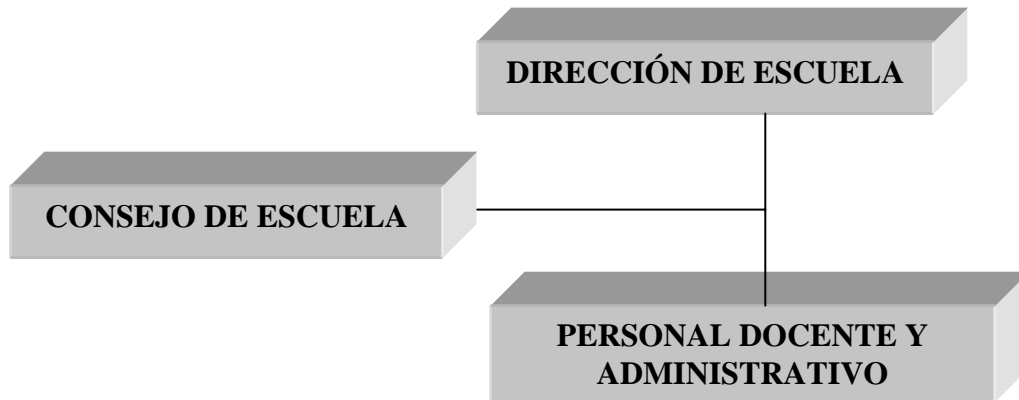 DIRECCIÓN DE ESCUELA
CONSEJO DE ESCUELA
PERSONAL DOCENTE Y
ADMINISTRATIVO